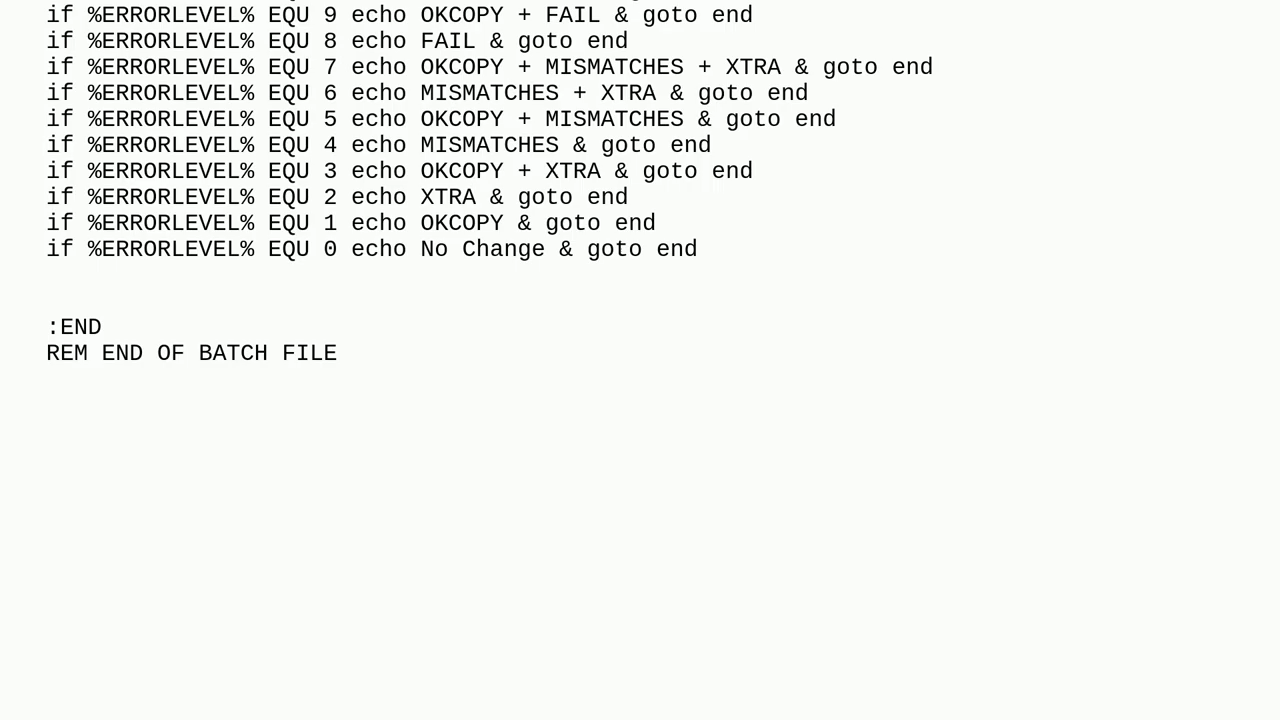 if %ERRORLEVEL% EQU 9 echo OKCOPY + FAIL & goto end
if %ERRORLEVEL% EQU 8 echo FAIL & goto end
if %ERRORLEVEL% EQU 7 echo OKCOPY + MISMATCHES + XTRA & goto end
if %ERRORLEVEL% EQU 6 echo MISMATCHES + XTRA & goto end
if %ERRORLEVEL% EQU 5 echo OKCOPY + MISMATCHES & goto end
if %ERRORLEVEL% EQU 4 echo MISMATCHES & goto end
if %ERRORLEVEL% EQU 3 echo OKCOPY + XTRA & goto end
if %ERRORLEVEL% EQU 2 echo XTRA & goto end
if %ERRORLEVEL% EQU 1 echo OKCOPY & goto end
if %ERRORLEVEL% EQU 0 echo No Change & goto end
:END
REM END OF BATCH FILE